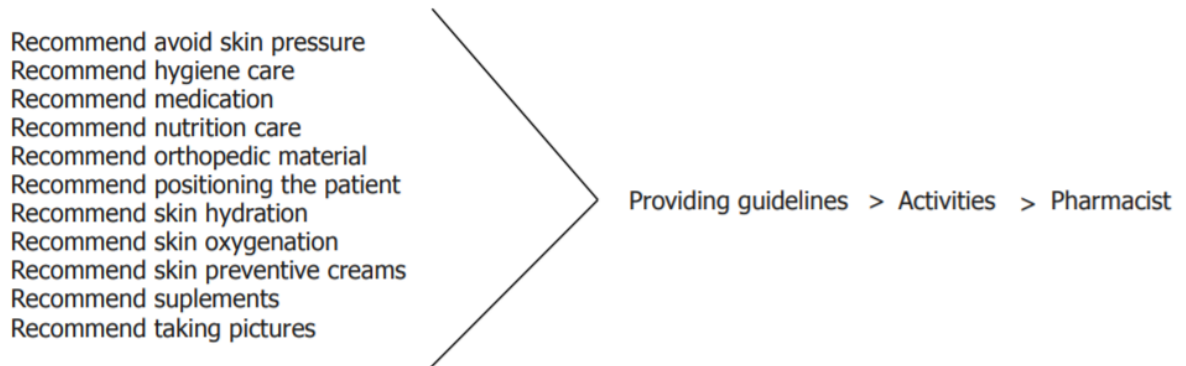 Recommend avoid skin pressure
Recommend hygiene care
Recommend medication
Recommend nutrition care
Recommend orthopedic material
Recommend positioning the patient
Recommend skin hydration
Recommend skin oxygenation
Recommend skin preventive creams
Recommend suplements
Recommend taking pictures
Providing guidelines > Activities > Pharmacist